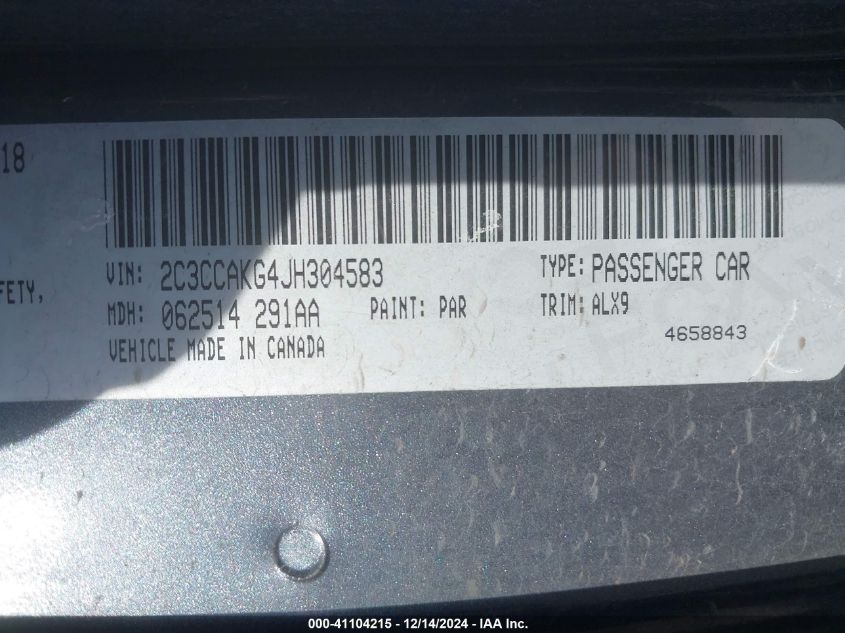 18
VIN: 2C3CCAKG4JH304583 TYPE: PASSENGER CAR
FETY,
MDH: 062514 291AA PAINT: PAR TRIM: ALX9
VEHICLE MADE IN CANADA 4658843
000-41104215 - 12/14/2024 - IAA Inc.